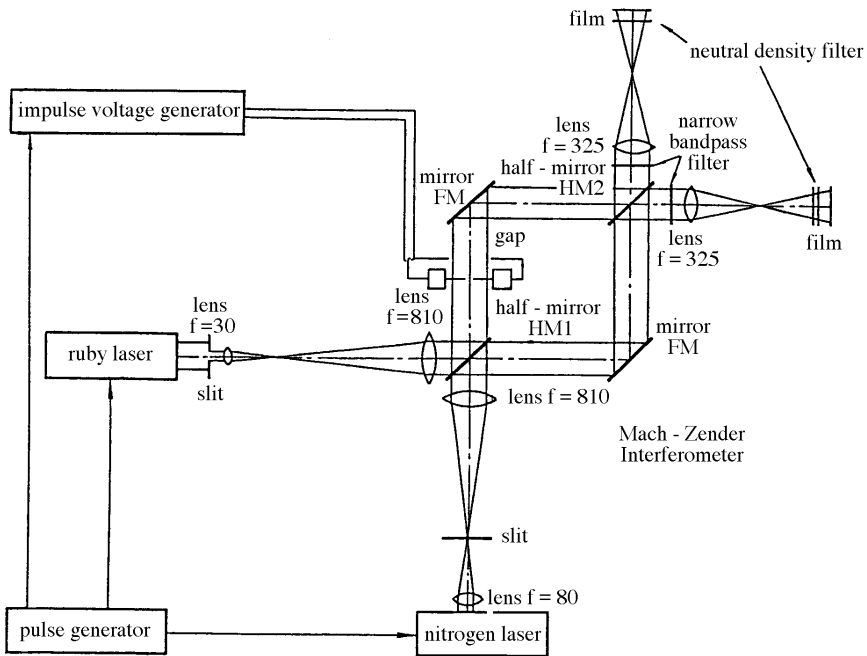 film
neutral density filter
impulse voltage generator
lens
f = 325
narrow
bandpass
filter
half - mirror
HM2
mirror
FM
film
gap
lens
f = 325
lens
f =30
lens
f=810
half - mirror
HM1
mirror
FM
ruby laser
slit
lens f = 810
Mach - Zender
Interferometer
slit
lens f = 80
pulse generator
nitrogen laser